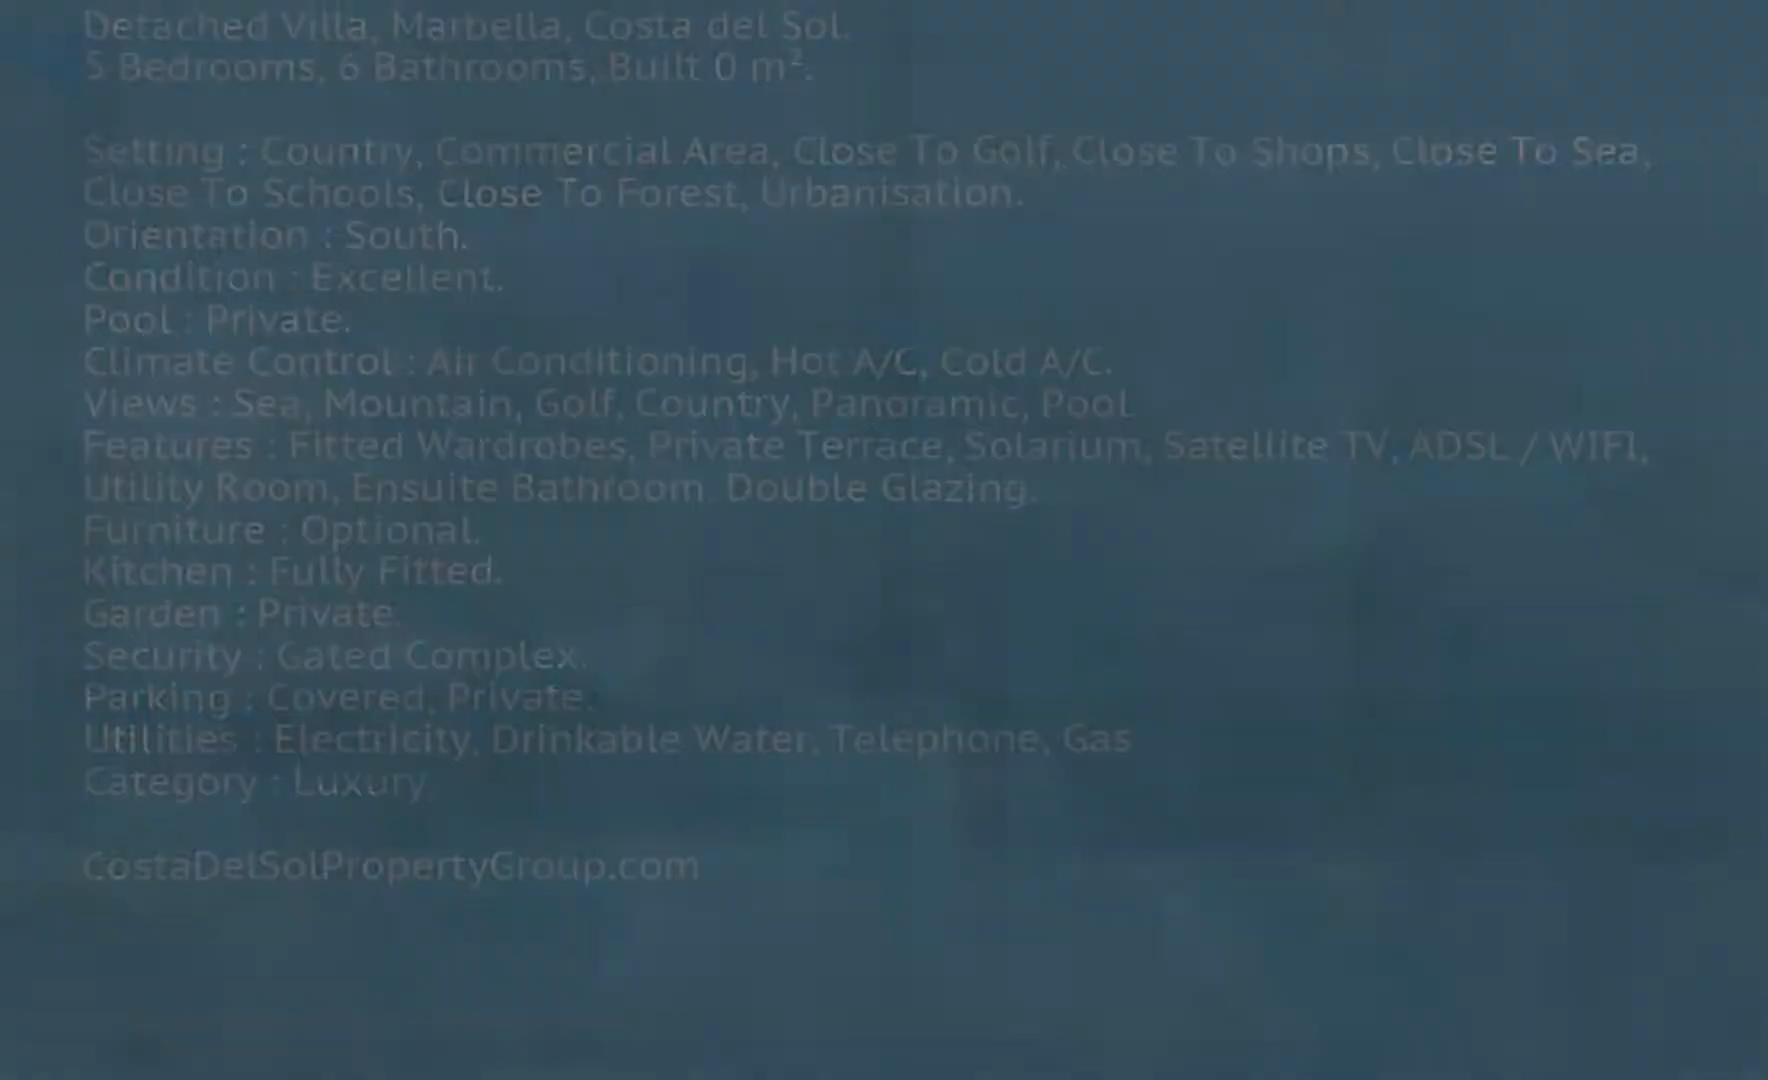 Detached Villa, Marbella, Costa del Sol.
5 Bedrooms, 6 Bathrooms, Built 0 m².
Setting : Country, Commercial Area, Close To Golf, Close To Shops, Close To Sea,
Close To Schools, Close To Forest, Urbanisation.
Orientation : South.
Condition : Excellent.
Pool : Private.
Climate Control : Air Conditioning, Hot A/C, Cold A/C.
Views : Sea, Mountain, Golf, Country, Panoramic, Pool.
Features : Fitted Wardrobes, Private Terrace, Solarium, Satellite TV, ADSL / WIFI,
Utility Room, Ensuite Bathroom, Double Glazing.
Furniture : Optional.
Kitchen : Fully Fitted.
Garden : Private.
Security : Gated Complex.
Parking : Covered, Private.
Utilities : Electricity, Drinkable Water, Telephone, Gas
Category : Luxury.
CostaDelSolPropertyGroup.com